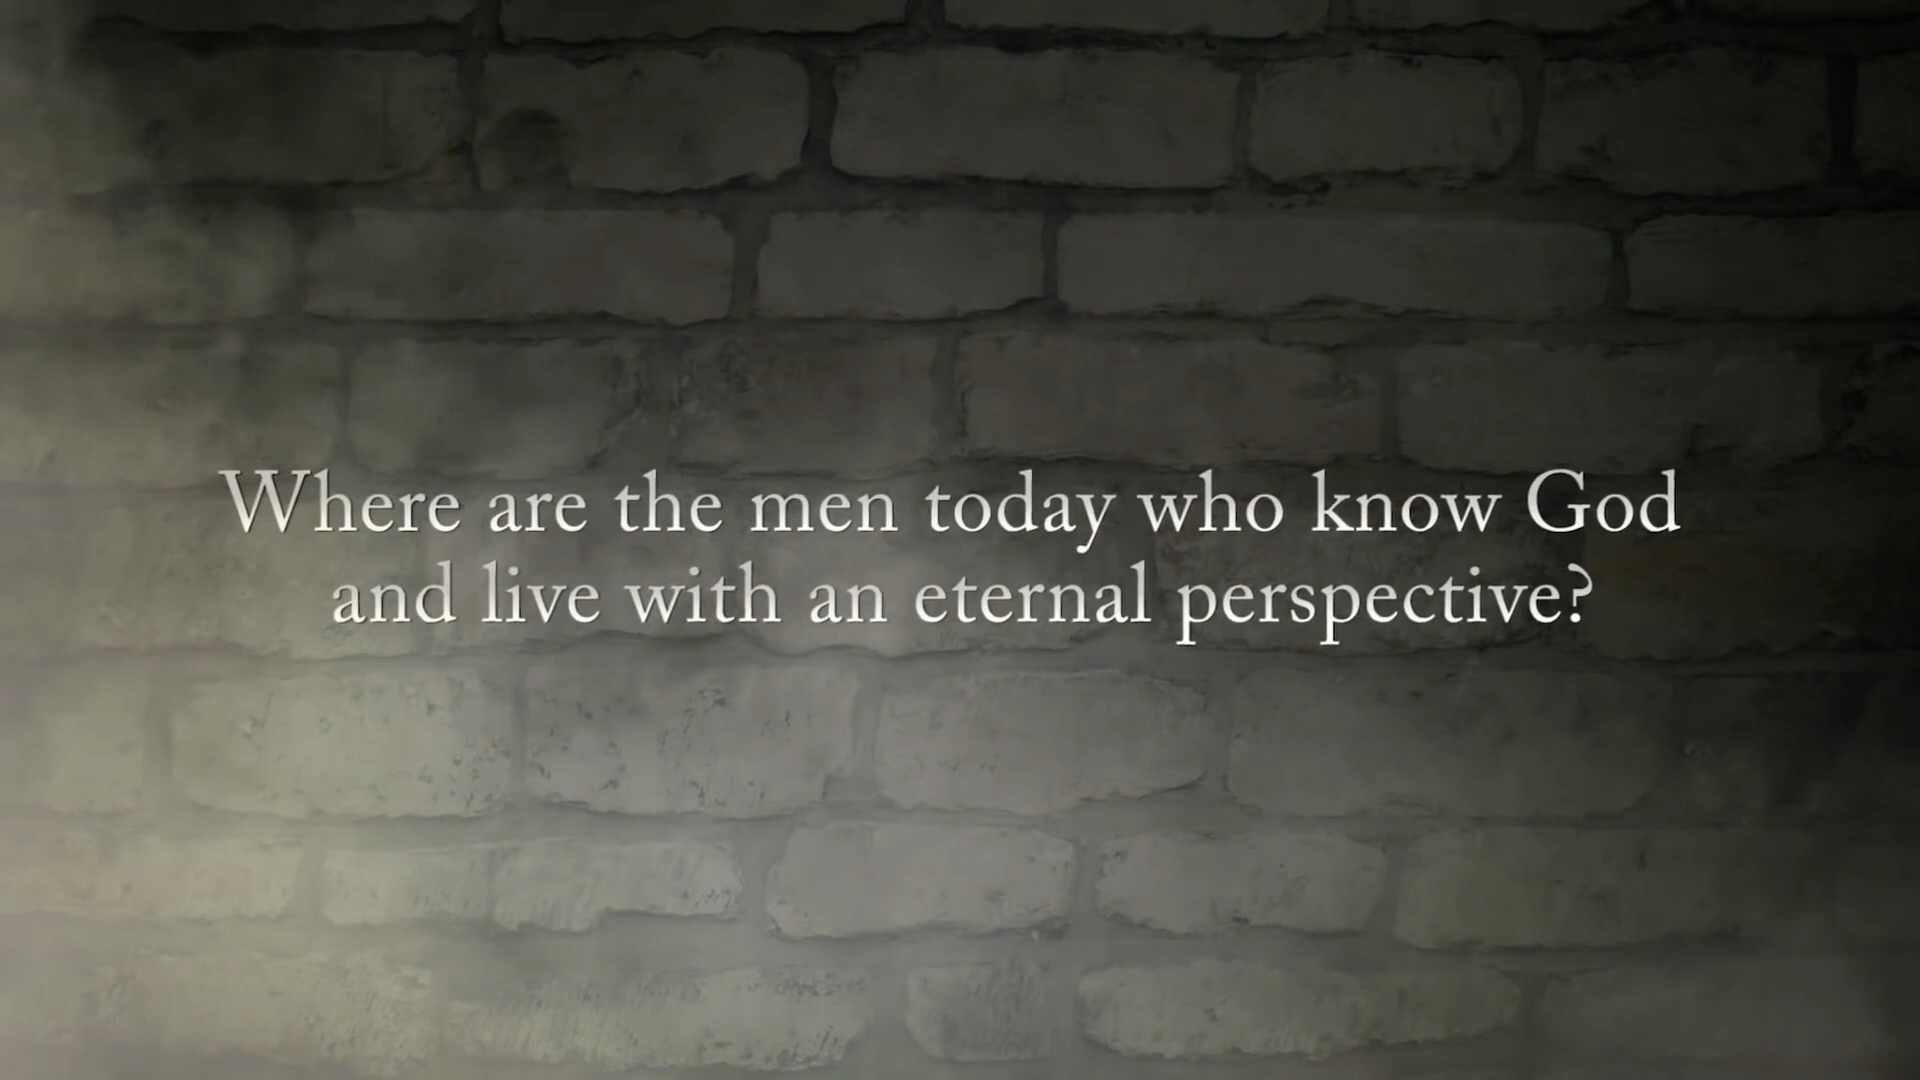 Where are the men today who know God
and live with an eternal perspective?